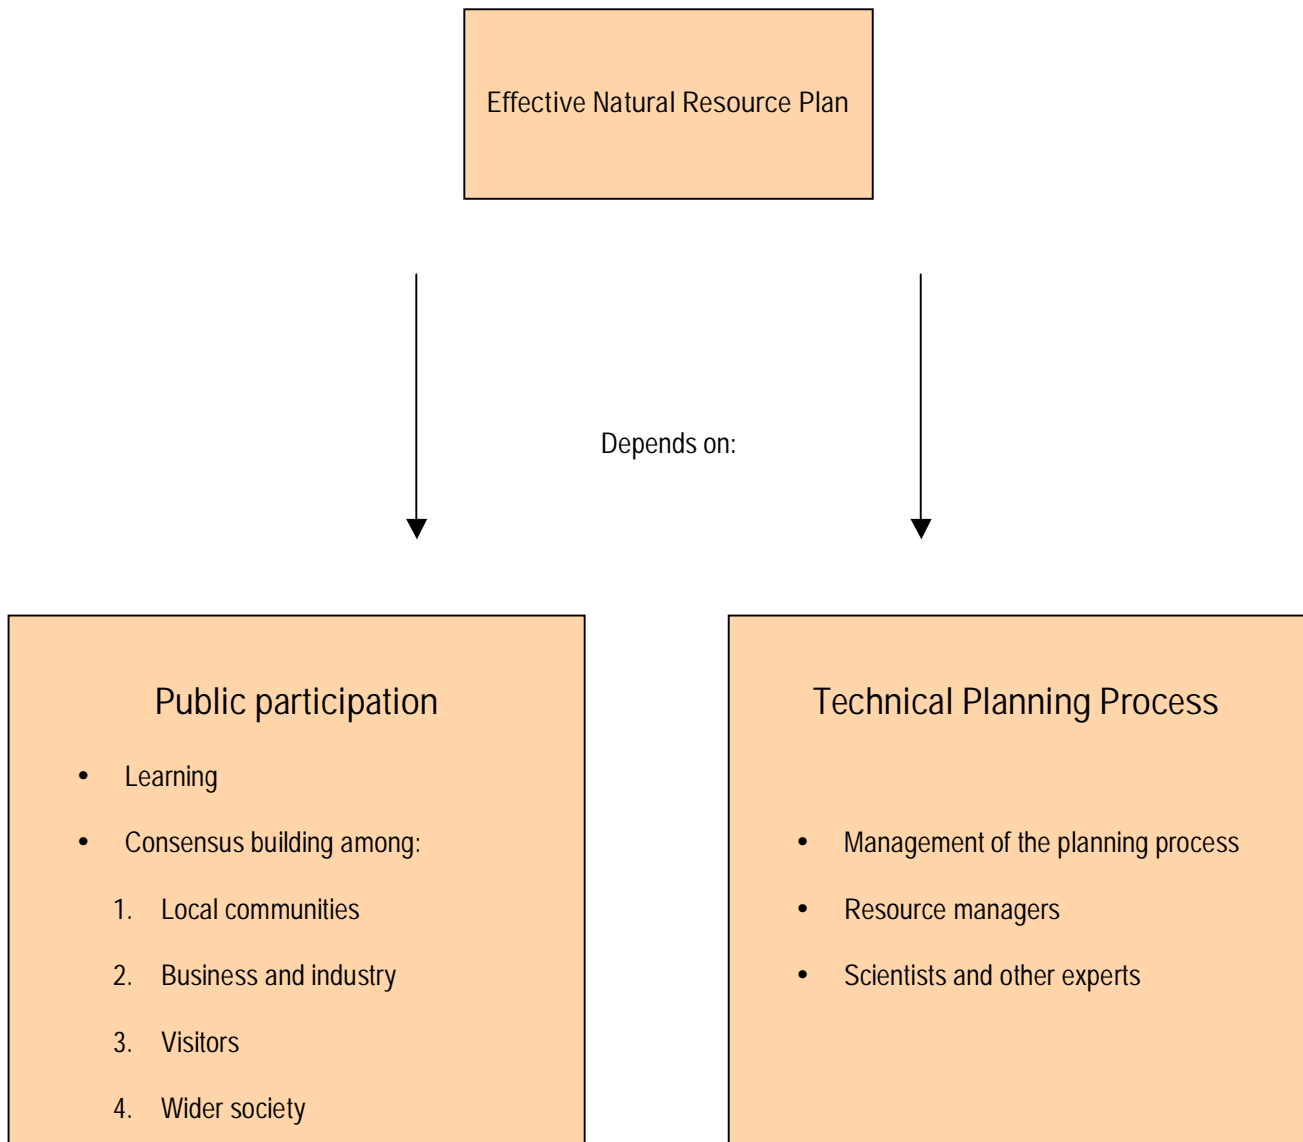 Effective Natural Resource Plan
Depends on:
Public participation
• Learning
• Consensus building among:
1. Local communities
2. Business and industry
3. Visitors
4. Wider society
Technical Planning Process
• Management of the planning process
• Resource managers
• Scientists and other experts